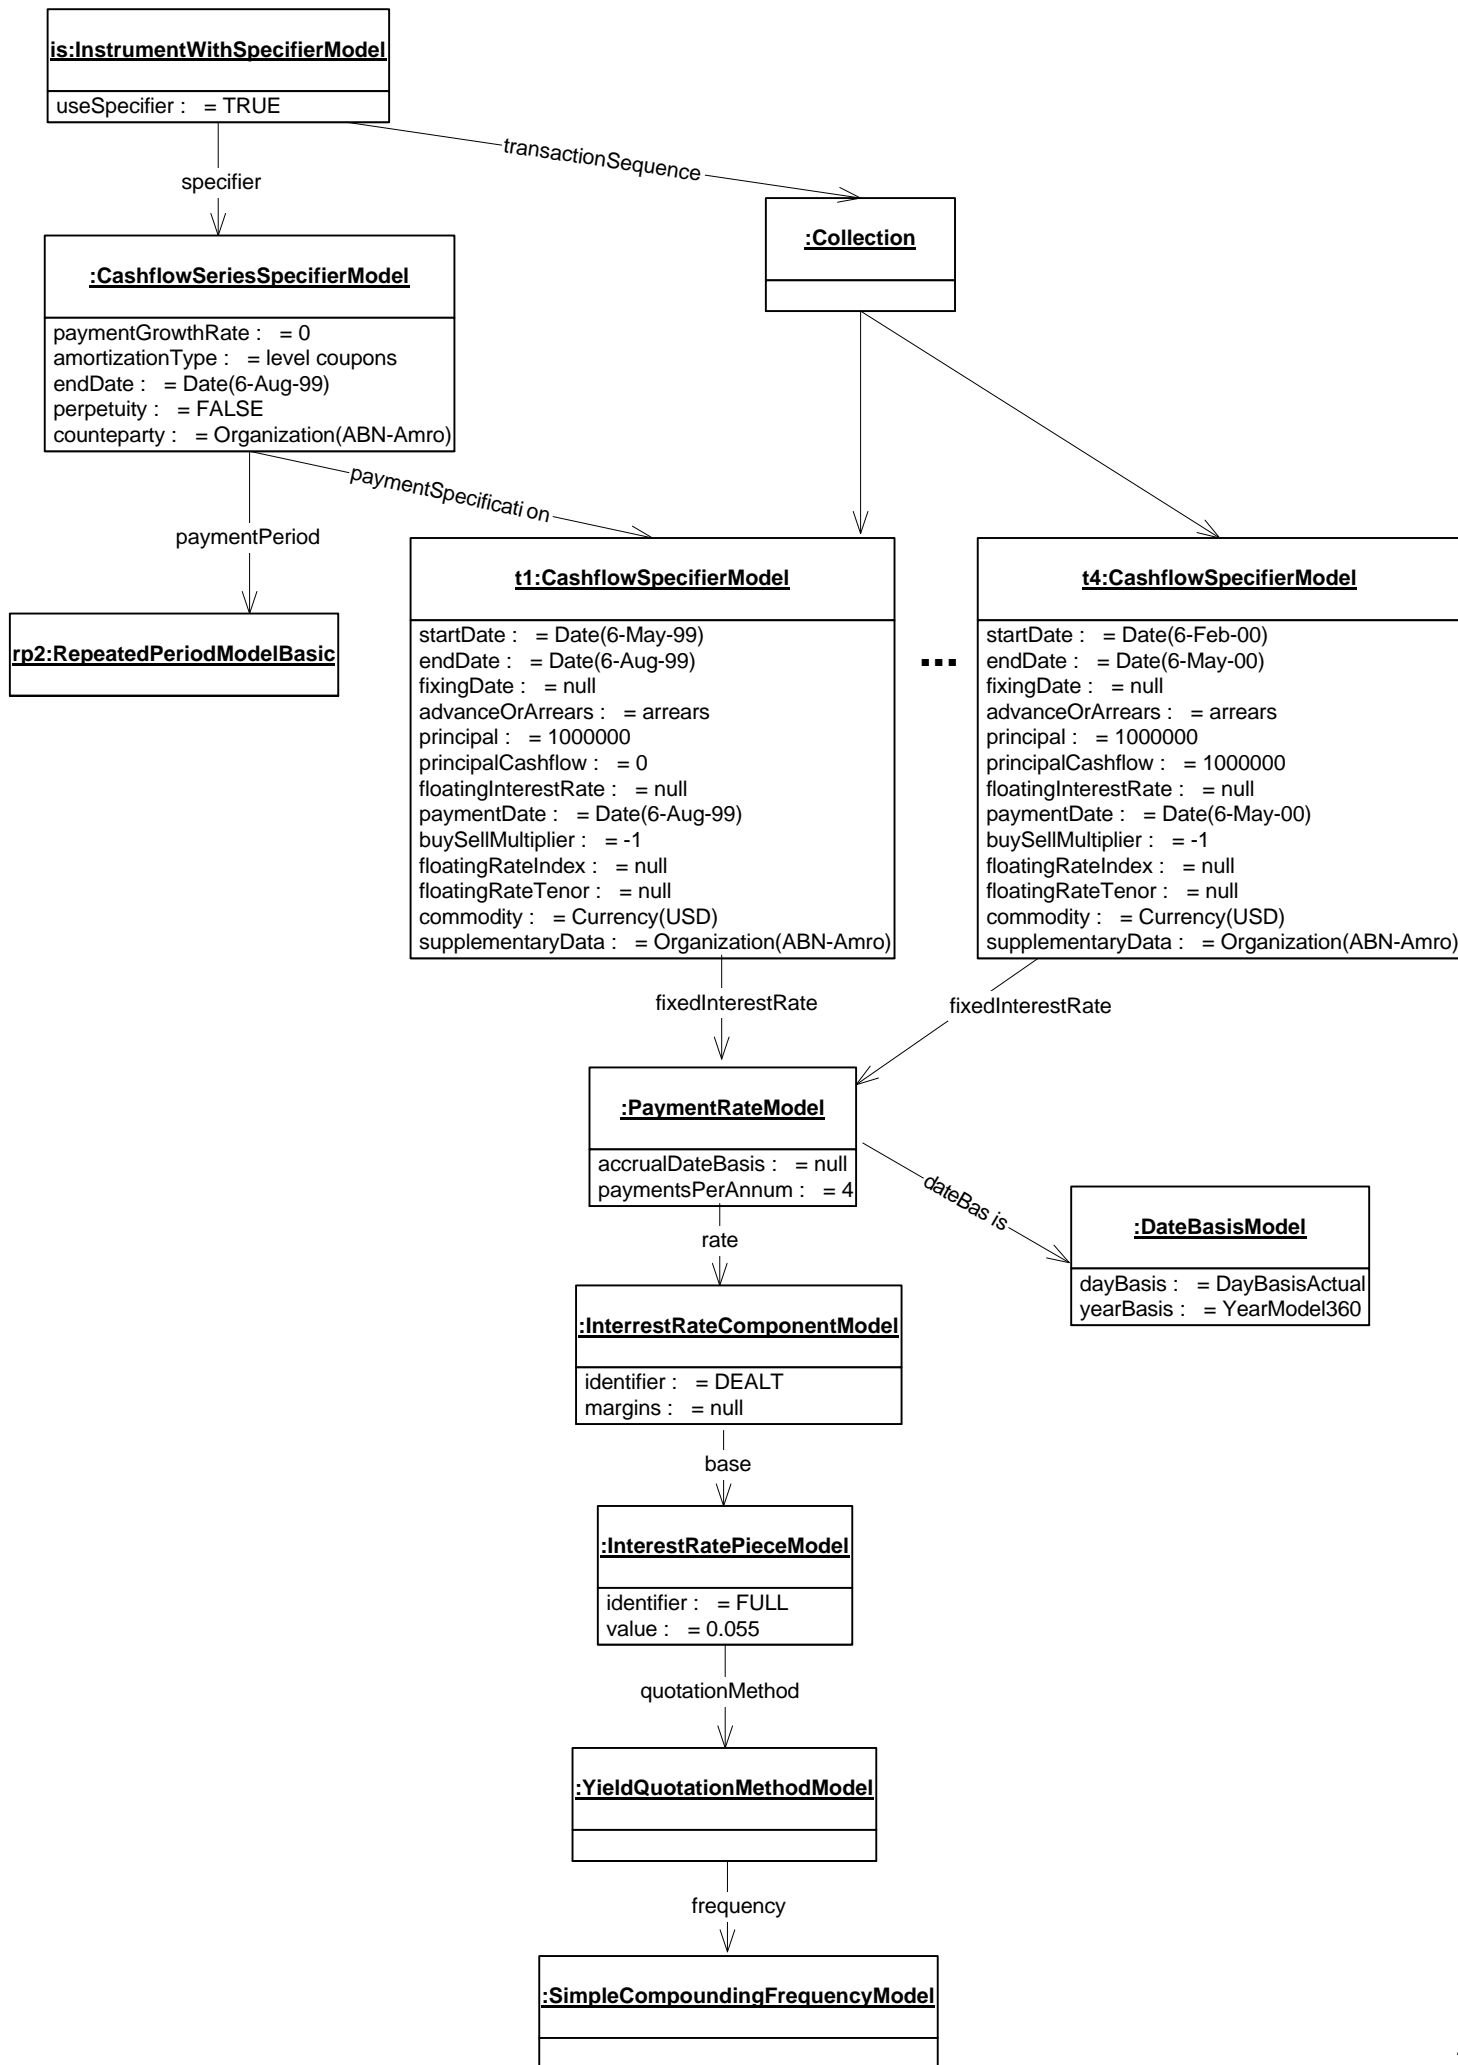 is:InstrumentWithSpecifierModel
useSpecifier :   = TRUE
transactionSequence
specifier
:Collection
:CashflowSeriesSpecifierModel
paymentGrowthRate :   = 0
amortizationType :   = level coupons
endDate :   = Date(6-Aug-99)
perpetuity :   = FALSE
counteparty :   = Organization(ABN-Amro)
paymentSpecificati on
paymentPeriod
rp2:RepeatedPeriodModelBasic
t1:CashflowSpecifierModel
startDate :   = Date(6-May-99)
endDate :   = Date(6-Aug-99)
fixingDate :   = null
advanceOrArrears :   = arrears
principal :   = 1000000
principalCashflow :   = 0
floatingInterestRate :   = null
paymentDate :   = Date(6-Aug-99)
buySellMultiplier :   = -1
floatingRateIndex :   = null
floatingRateTenor :   = null
commodity :   = Currency(USD)
supplementaryData :   = Organization(ABN-Amro)
...
t4:CashflowSpecifierModel
startDate :   = Date(6-Feb-00)
endDate :   = Date(6-May-00)
fixingDate :   = null
advanceOrArrears :   = arrears
principal :   = 1000000
principalCashflow :   = 1000000
floatingInterestRate :   = null
paymentDate :   = Date(6-May-00)
buySellMultiplier :   = -1
floatingRateIndex :   = null
floatingRateTenor :   = null
commodity :   = Currency(USD)
supplementaryData :   = Organization(ABN-Amro)
fixedInterestRate
fixedInterestRate
:PaymentRateModel
accrualDateBasis :   = null
paymentsPerAnnum :   = 4
dateBas is
:DateBasisModel
dayBasis :   = DayBasisActual
yearBasis :   = YearModel360
rate
:InterrestRateComponentModel
identifier :   = DEALT
margins :   = null
base
:InterestRatePieceModel
identifier :   = FULL
value :   = 0.055
quotationMethod
:YieldQuotationMethodModel
frequency
:SimpleCompoundingFrequencyModel